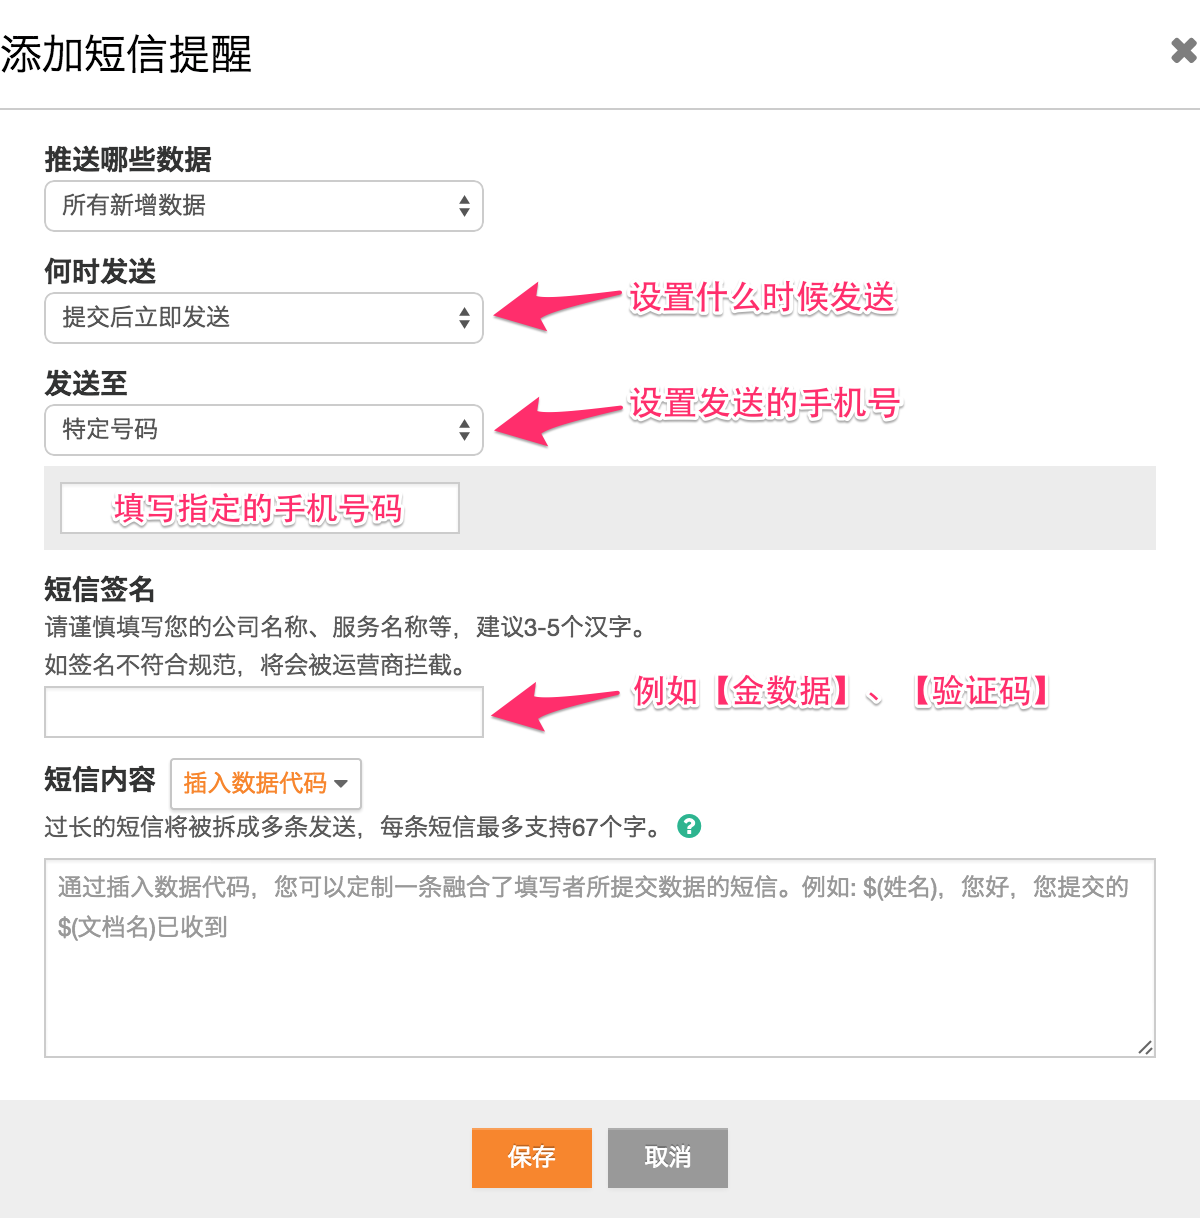 添加短信提醒
推送哪些数据
所有新增数据
何时发送
提交后立即发送
设置什么时候发送
发送至
特定号码
设置发送的手机号
填写指定的手机号码
短信签名
请谨慎填写您的公司名称、服务名称等，建议3-5个汉字。
如签名不符合规范，将会被运营商拦截。
例如【金数据】、【验证码】
短信内容 插入数据代码
过长的短信将被拆成多条发送，每条短信最多支持67个字。 ?
通过插入数据代码，您可以定制一条融合了填写者所提交数据的短信。例如: $(姓名)，您好，您提交的
$(文档名)已收到
保存 取消